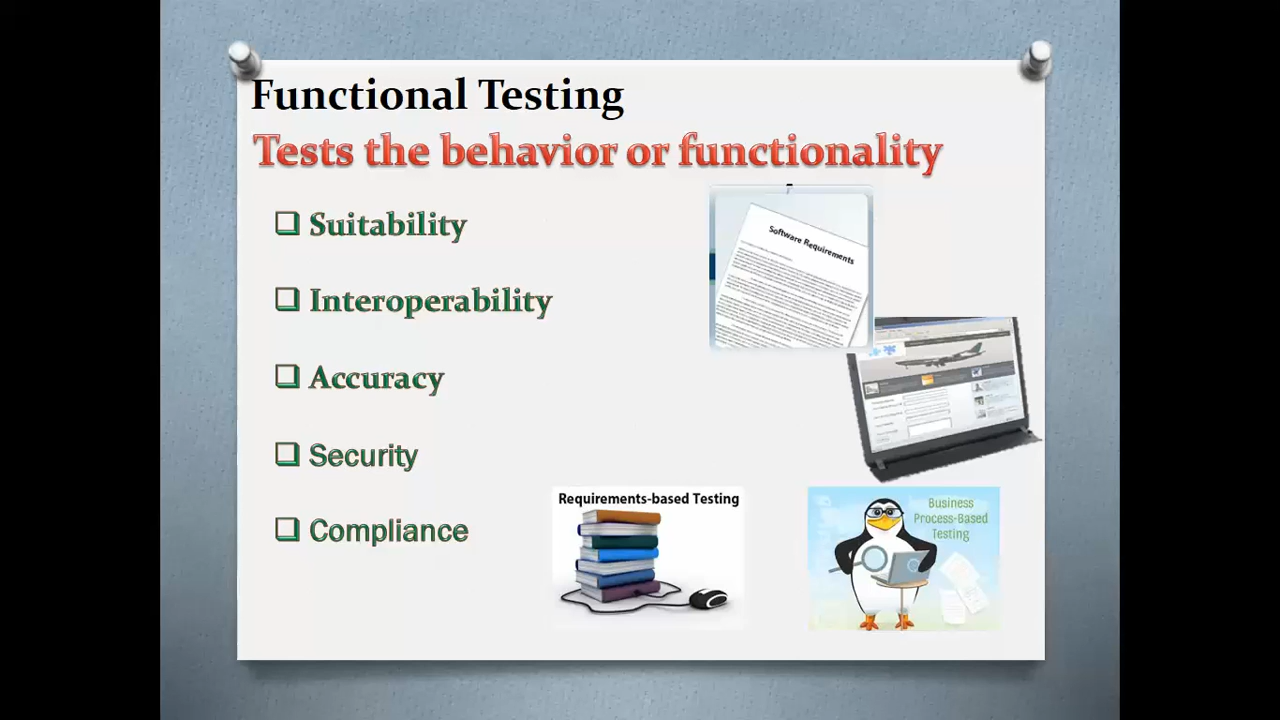 Functional Testing
Tests the behavior or functionality
Suitability
Interoperability
Accuracy
Security
Compliance
Software Requirements
Requirements-based Testing
Business
Process-Based
Testing